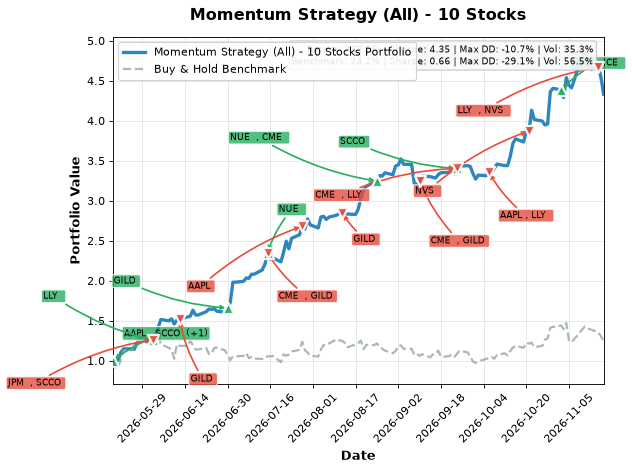 Momentum Strategy (All) - 10 Stocks
Momentum Strategy (All) - 10 Stocks Portfolio
Buy & Hold Benchmark
4.35 | Max DD: -10.7% | Vol: 35.3%
0.66 | Max DD: -29.1% | Vol: 56.5%
5.0
4.5
4.0
3.5
3.0
2.5
2.0
1.5
1.0
Portfolio Value
LLY , NVS
NUE , CME
SCCO
CME , LLY
NVS
NUE
AAPL , LLY
GILD
CME , GILD
GILD
AAPL
CME , GILD
LLY
AAPL , SCCO (+1)
JPM , SCCO
GILD
2026-05-29
2026-06-14
2026-06-30
2026-07-16
2026-08-01
2026-08-17
2026-09-02
2026-09-18
2026-10-04
2026-10-20
2026-11-05
Date